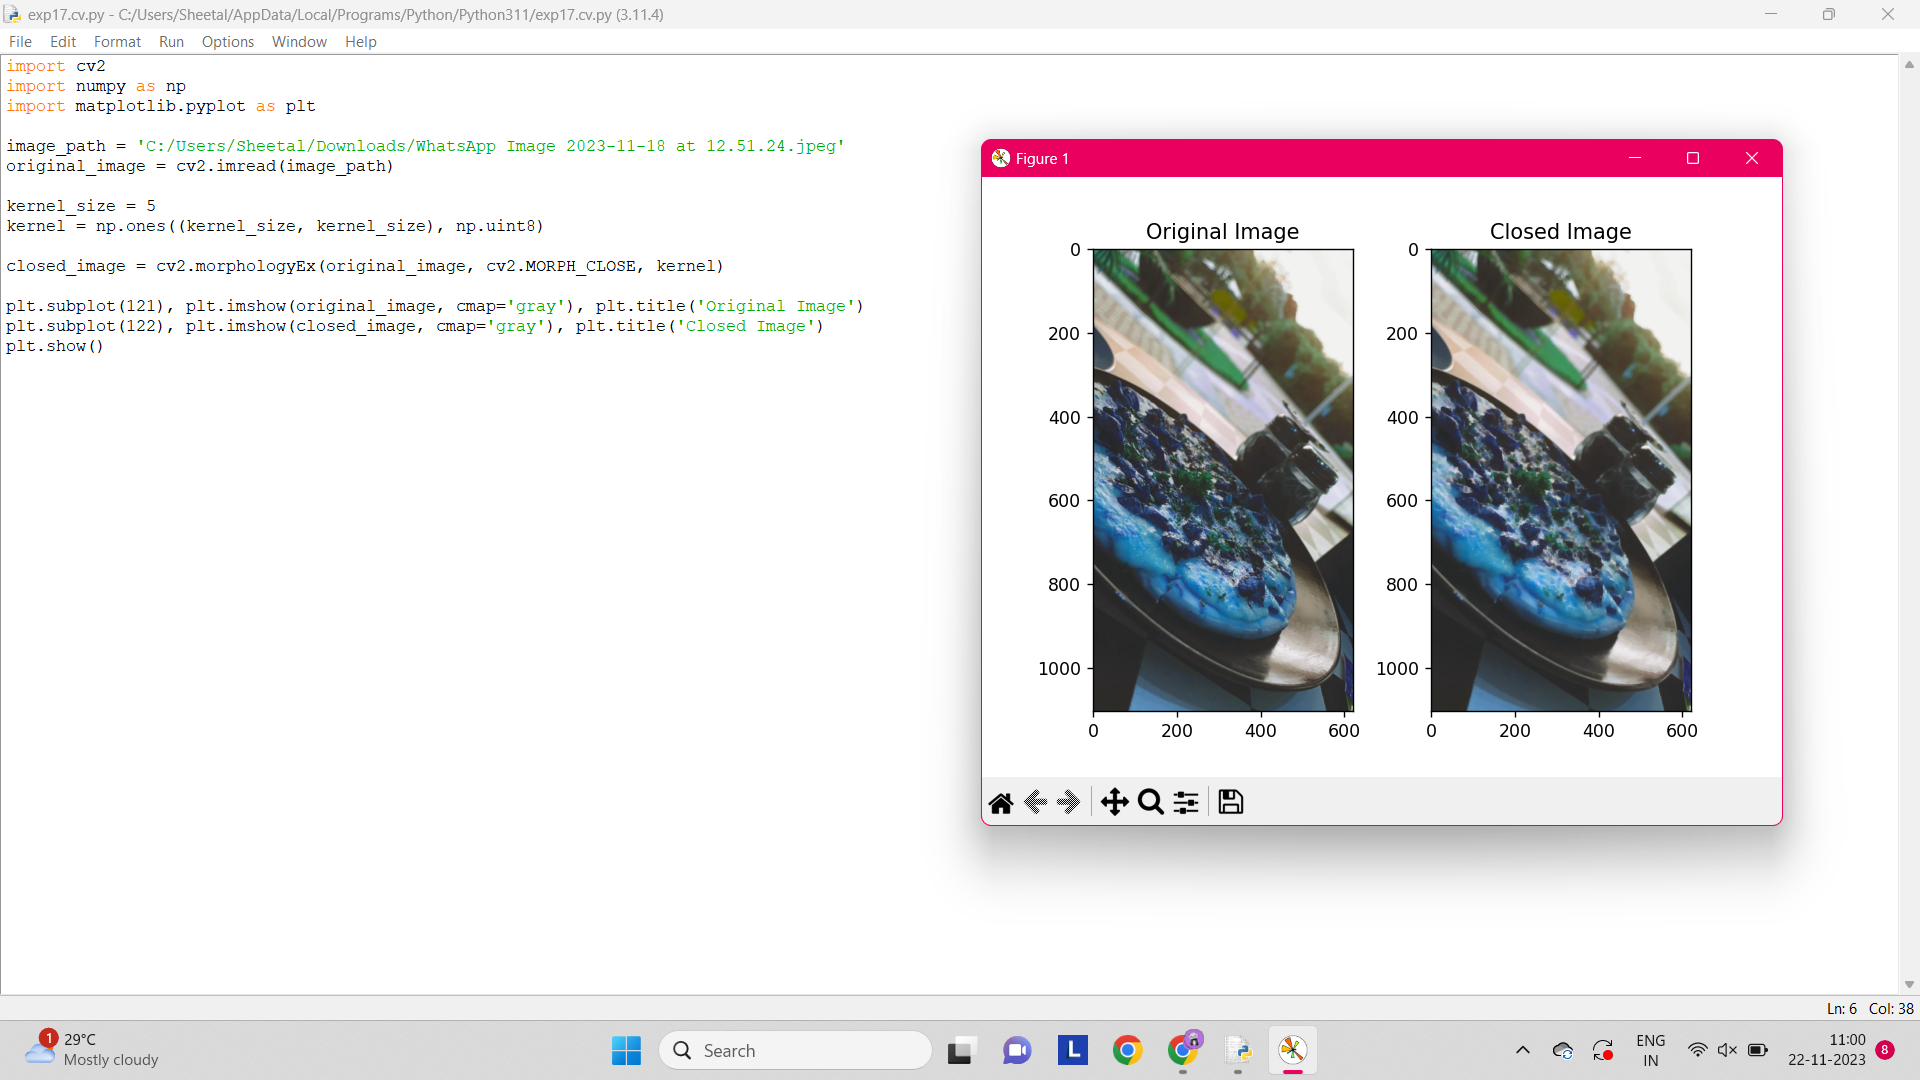 exp17.cv.py - C:/Users/Sheetal/AppData/Local/Programs/Python/Python311/exp17.cv.py (3.11.4)
File Edit Format Run Options Window Help
import cv2
import numpy as np
import matplotlib.pyplot as plt
image_path = 'C:/Users/Sheetal/Downloads/WhatsApp Image 2023-11-18 at 12.51.24.jpeg'
original_image = cv2.imread(image_path)
kernel_size = 5
kernel = np.ones((kernel_size, kernel_size), np.uint8)
closed_image = cv2.morphologyEx(original_image, cv2.MORPH_CLOSE, kernel)
plt.subplot(121), plt.imshow(original_image, cmap='gray'), plt.title('Original Image')
plt.subplot(122), plt.imshow(closed_image, cmap='gray'), plt.title('Closed Image')
plt.show()
Figure 1
Original Image
0
200
400
600
800
1000
0 200 400 600
Closed Image
0
200
400
600
800
1000
0 200 400 600
Ln: 6 Col: 38
1
29°C
Mostly cloudy
Search
L
ENG
IN
11:00
22-11-2023
8